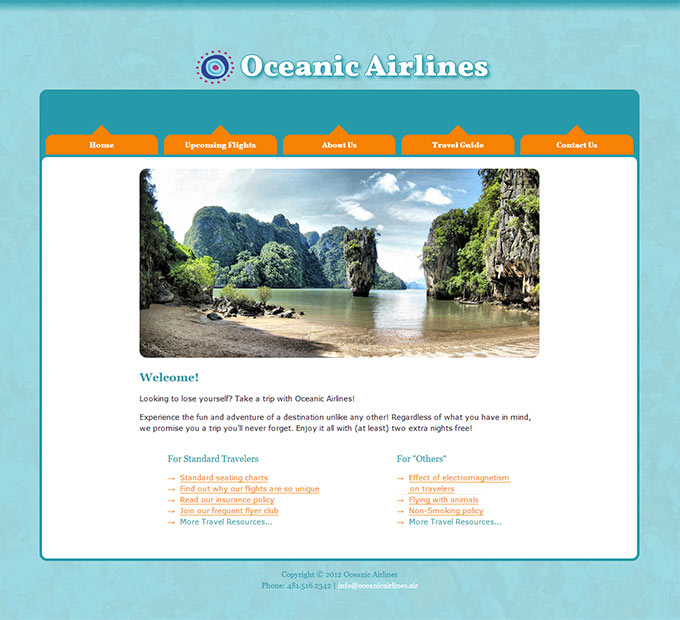 Oceanic Airlines
Home
Upcoming Flights
About Us
Travel Guide
Contact Us
Welcome!
Looking to lose yourself? Take a trip with Oceanic Airlines!
Experience the fun and adventure of a destination unlike any other! Regardless of what you have in mind,
we promise you a trip you'll never forget. Enjoy it all with {at least} two extra nights free!
For Standard Travelers
→ Standard seating charts
→ Find out why our flights are so unique
→ Read our insurance policy
→ Join our frequent flyer club
→ More Travel Resources...
For "Others"
→ Effect of electromagnetism
on travelers
→ Flying with animals
→ Non-Smoking policy
→ More Travel Resources...
Copyright © 2012 Oceanic Airlines
Phone: 481.516.2342 | info@oceanicairlines.air